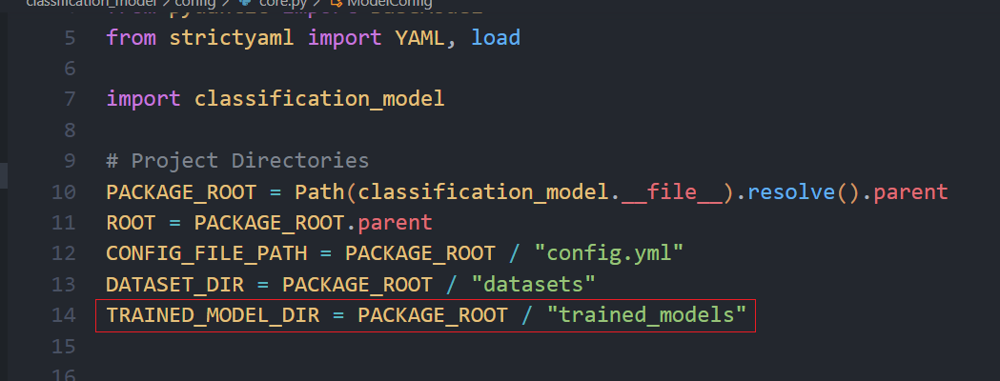 classification_model > config > core.py > ModelConfig
5 from strictyaml import YAML, load
6
7 import classification_model
8
9 # Project Directories
10 PACKAGE_ROOT = Path(classification_model.__file__).resolve().parent
11 ROOT = PACKAGE_ROOT.parent
12 CONFIG_FILE_PATH = PACKAGE_ROOT / "config.yml"
13 DATASET_DIR = PACKAGE_ROOT / "datasets"
14 TRAINED_MODEL_DIR = PACKAGE_ROOT / "trained_models"
15
16